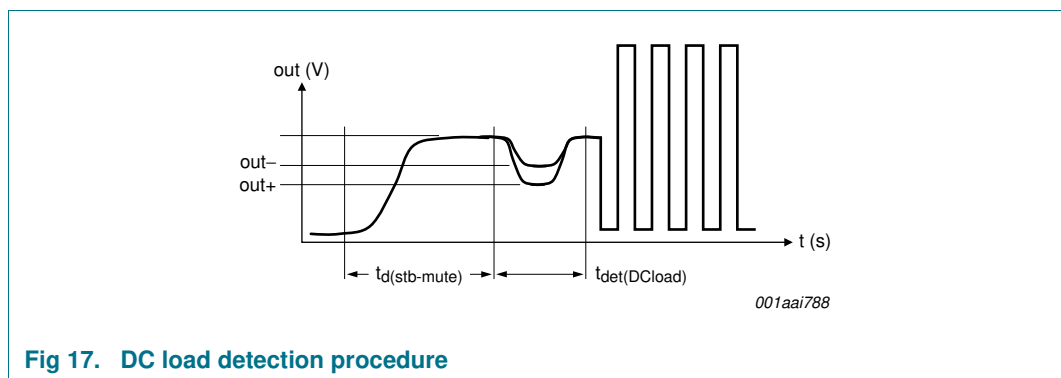 out (V)
out−
out+
t (s)
td(stb-mute)
tdet(DCload)
001aai788
Fig 17. DC load detection procedure